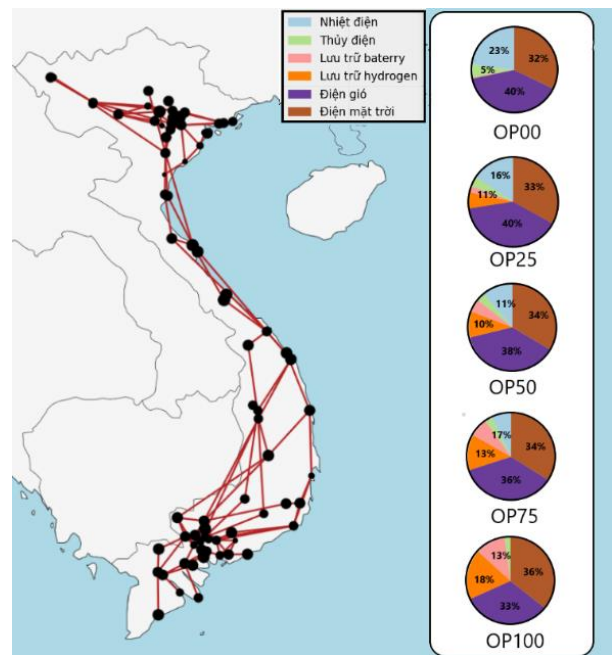 Nhiệt điện
Thủy điện
Lưu trữ baterry
Lưu trữ hydrogen
Điện gió
Điện mặt trời
23%
32%
5%
40%
OP00
16%
33%
11%
40%
OP25
11%
34%
10%
38%
OP50
17%
34%
13%
36%
OP75
13%
36%
18%
33%
OP100